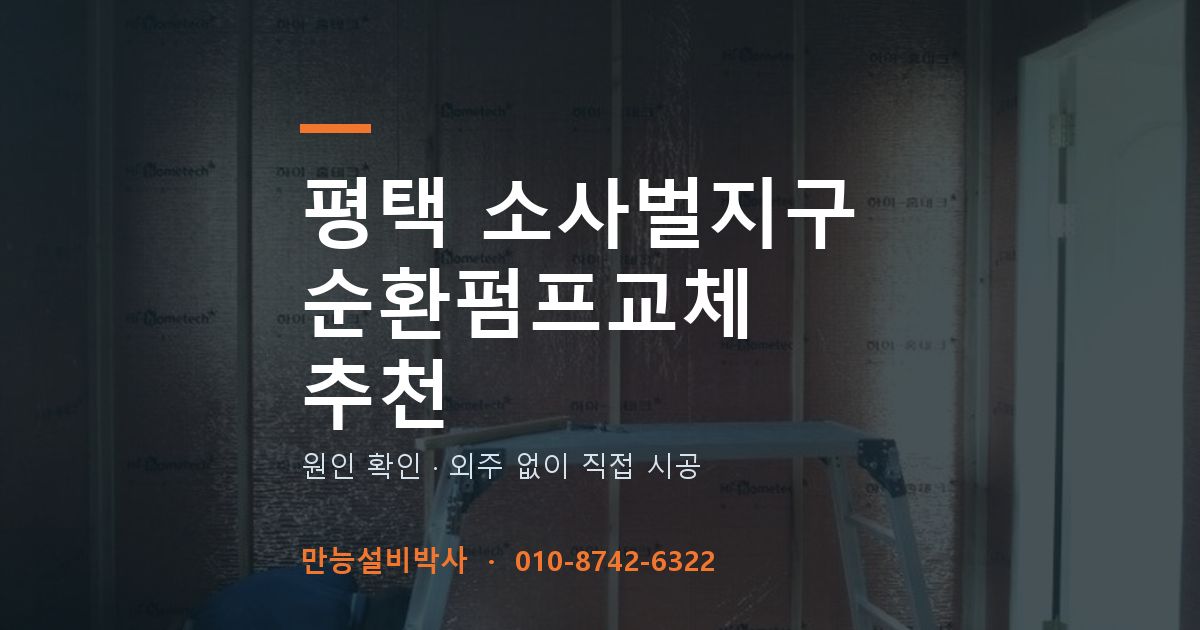 평택 소사벌지구
순환펌프교체
추천
원인 확인 · 외주 없이 직접 시공
만능설비박사 · 010-8742-6322